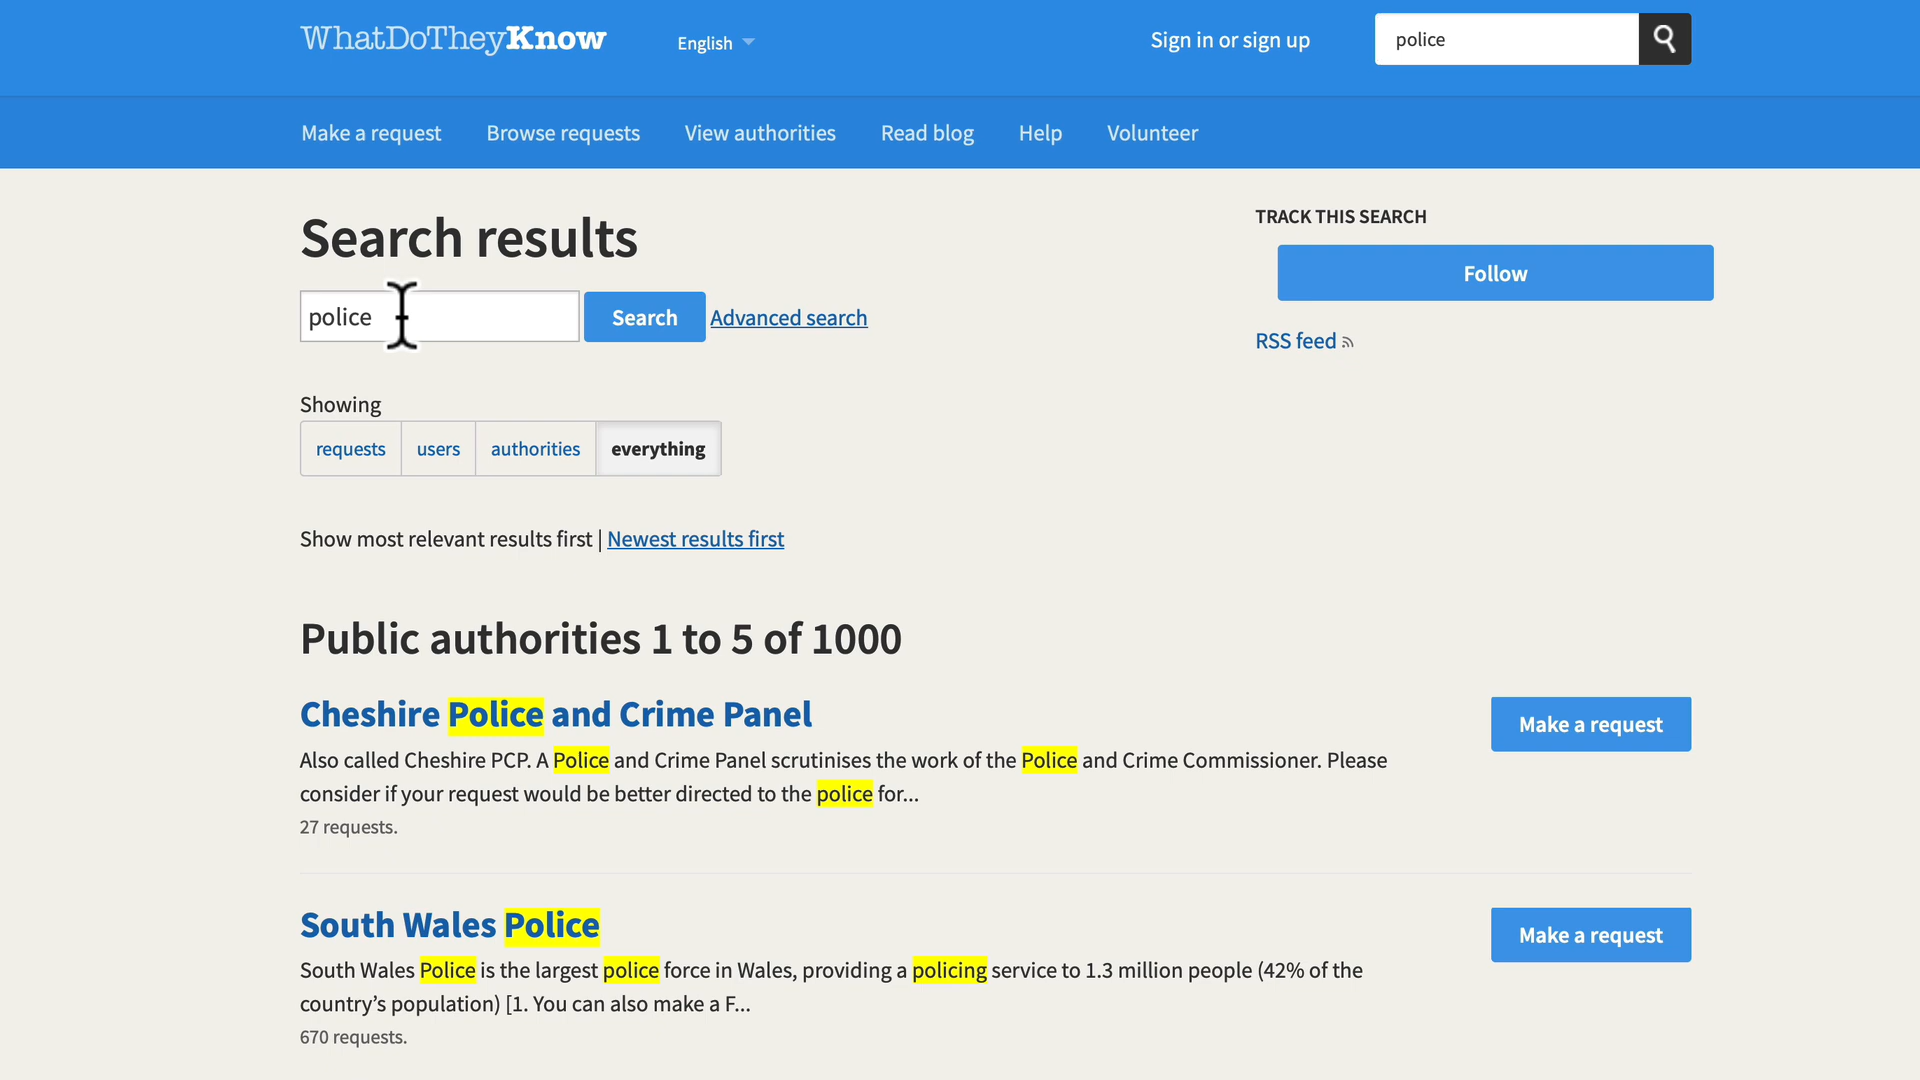 WhatDoTheyKnow
English
Sign in or sign up
police
Make a request
Browse requests
View authorities
Read blog
Help
Volunteer
Search results
police
Search
Advanced search
TRACK THIS SEARCH
Follow
RSS feed
Showing
requests
users
authorities
everything
Show most relevant results first | Newest results first
Public authorities 1 to 5 of 1000
Cheshire Police and Crime Panel
Make a request
Also called Cheshire PCP. A Police and Crime Panel scrutinises the work of the Police and Crime Commissioner. Please
consider if your request would be better directed to the police for...
27 requests.
South Wales Police
Make a request
South Wales Police is the largest police force in Wales, providing a policing service to 1.3 million people (42% of the
country’s population) [1. You can also make a F...
670 requests.